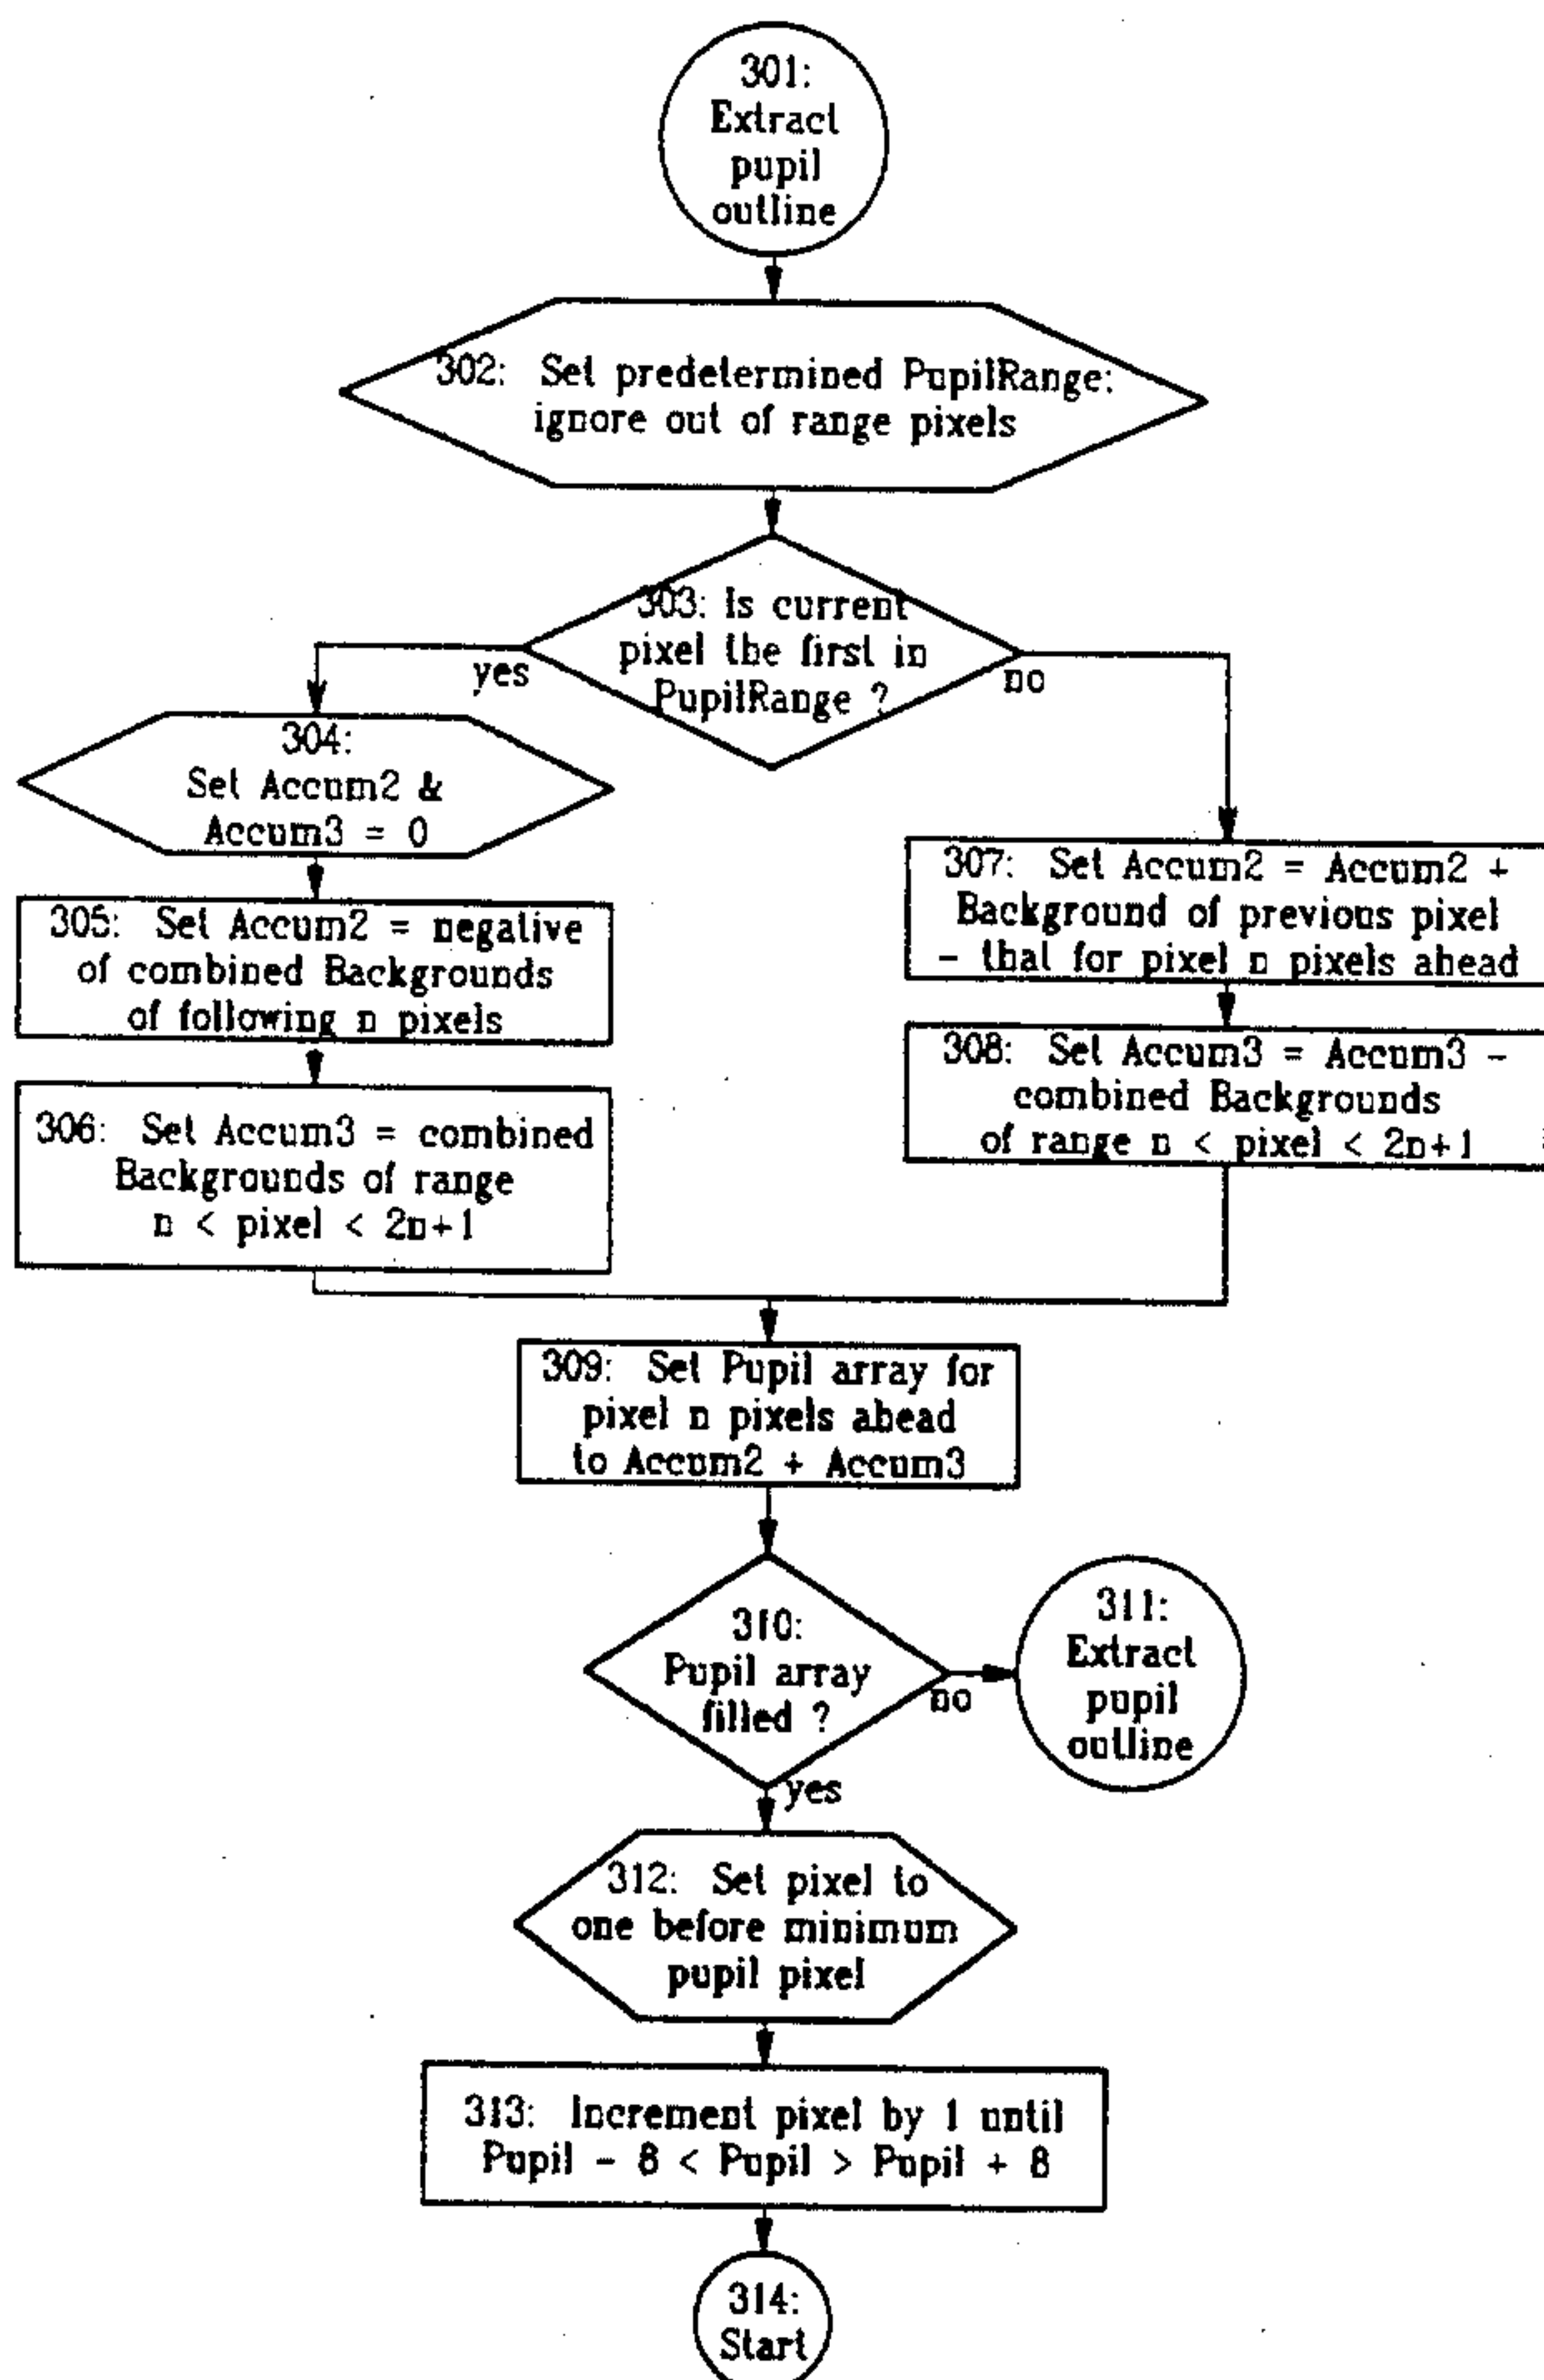 301:
Extract
pupil
outline
302: Set predetermined PupilRange:
ignore out of range pixels
303: Is current
pixel the first in
PupilRange ?
yes
no
304:
Set Accum2 &
Accum3 = 0
305: Set Accum2 = negative
of combined Backgrounds
of following n pixels
306: Set Accum3 = combined
Backgrounds of range
n < pixel < 2n+1
307: Set Accum2 = Accum2 +
Background of previous pixel
- that for pixel n pixels ahead
308: Set Accum3 = Accum3 -
combined Backgrounds
of range n < pixel < 2n+1
309: Set Pupil array for
pixel n pixels ahead
to Accum2 + Accum3
310:
Pupil array
filled ?
no
311:
Extract
pupil
outline
yes
312: Set pixel to
one before minimum
pupil pixel
313: Increment pixel by 1 until
Pupil - 8 < Pupil > Pupil + 8
314:
Start